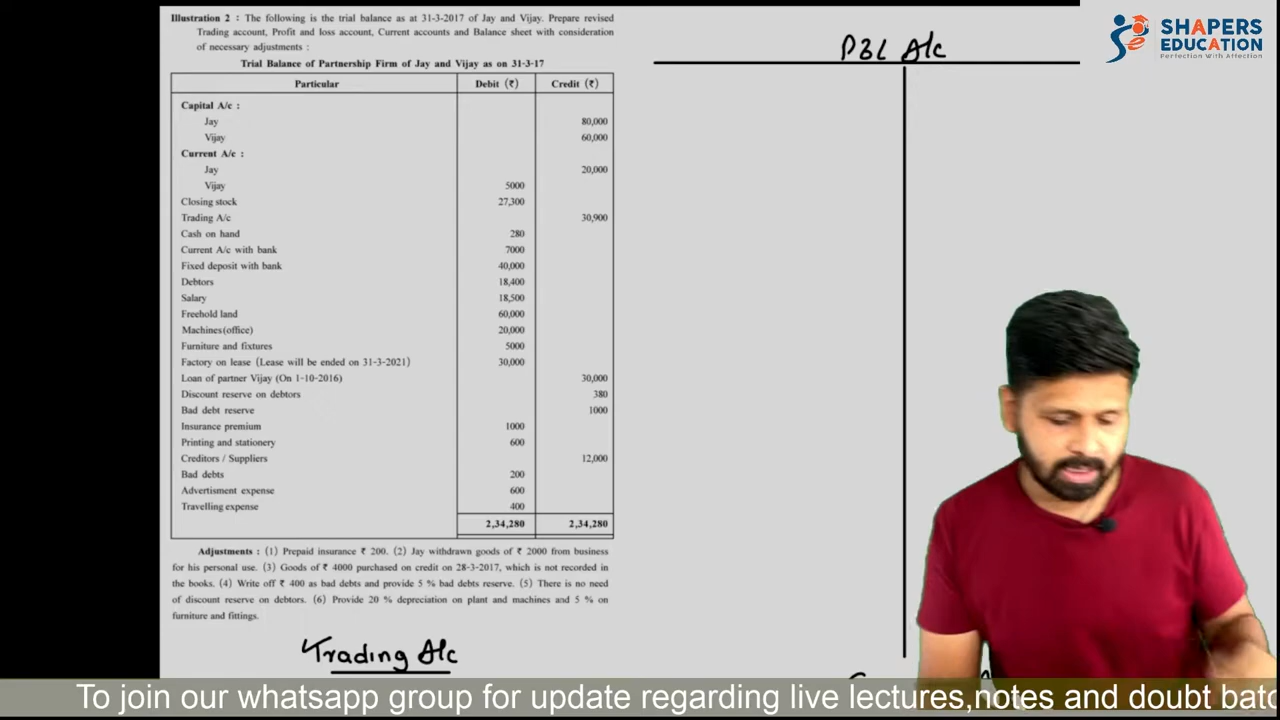 Illustration 2 : The following is the trial balance as at 31-3-2017 of Jay and Vijay. Prepare revised
Trading account, Profit and loss account, Current accounts and Balance sheet with consideration
of necessary adjustments :
Trial Balance of Partnership Firm of Jay and Vijay as on 31-3-17
Particular Debit (₹) Credit (₹)
Capital A/c :
Jay 80,000
Vijay 60,000
Current A/c :
Jay 20,000
Vijay 5000
Closing stock 27,300
Trading A/c 30,900
Cash on hand 280
Current A/c with bank 7000
Fixed deposit with bank 40,000
Debtors 18,400
Salary 18,500
Freehold land 60,000
Machines(office) 20,000
Furniture and fixtures 5000
Factory on lease (Lease will be ended on 31-3-2021) 30,000
Loan of partner Vijay (On 1-10-2016) 30,000
Discount reserve on debtors 380
Bad debt reserve 1000
Insurance premium 1000
Printing and stationery 600
Creditors / Suppliers 12,000
Bad debts 200
Advertisment expense 600
Travelling expense 400
2,34,280 2,34,280
Adjustments : (1) Prepaid insurance ₹ 200. (2) Jay withdrawn goods of ₹ 2000 from business
for his personal use. (3) Goods of ₹ 4000 purchased on credit on 28-3-2017, which is not recorded in
the books. (4) Write off ₹ 400 as bad debts and provide 5 % bad debts reserve. (5) There is no need
of discount reserve on debtors. (6) Provide 20 % depreciation on plant and machines and 5 % on
furniture and fittings.
Trading A/c
P&L A/c
SHAPERS
EDUCATION
Perfection With Affection
To join our whatsapp group for update regarding live lectures,notes and doubt batc